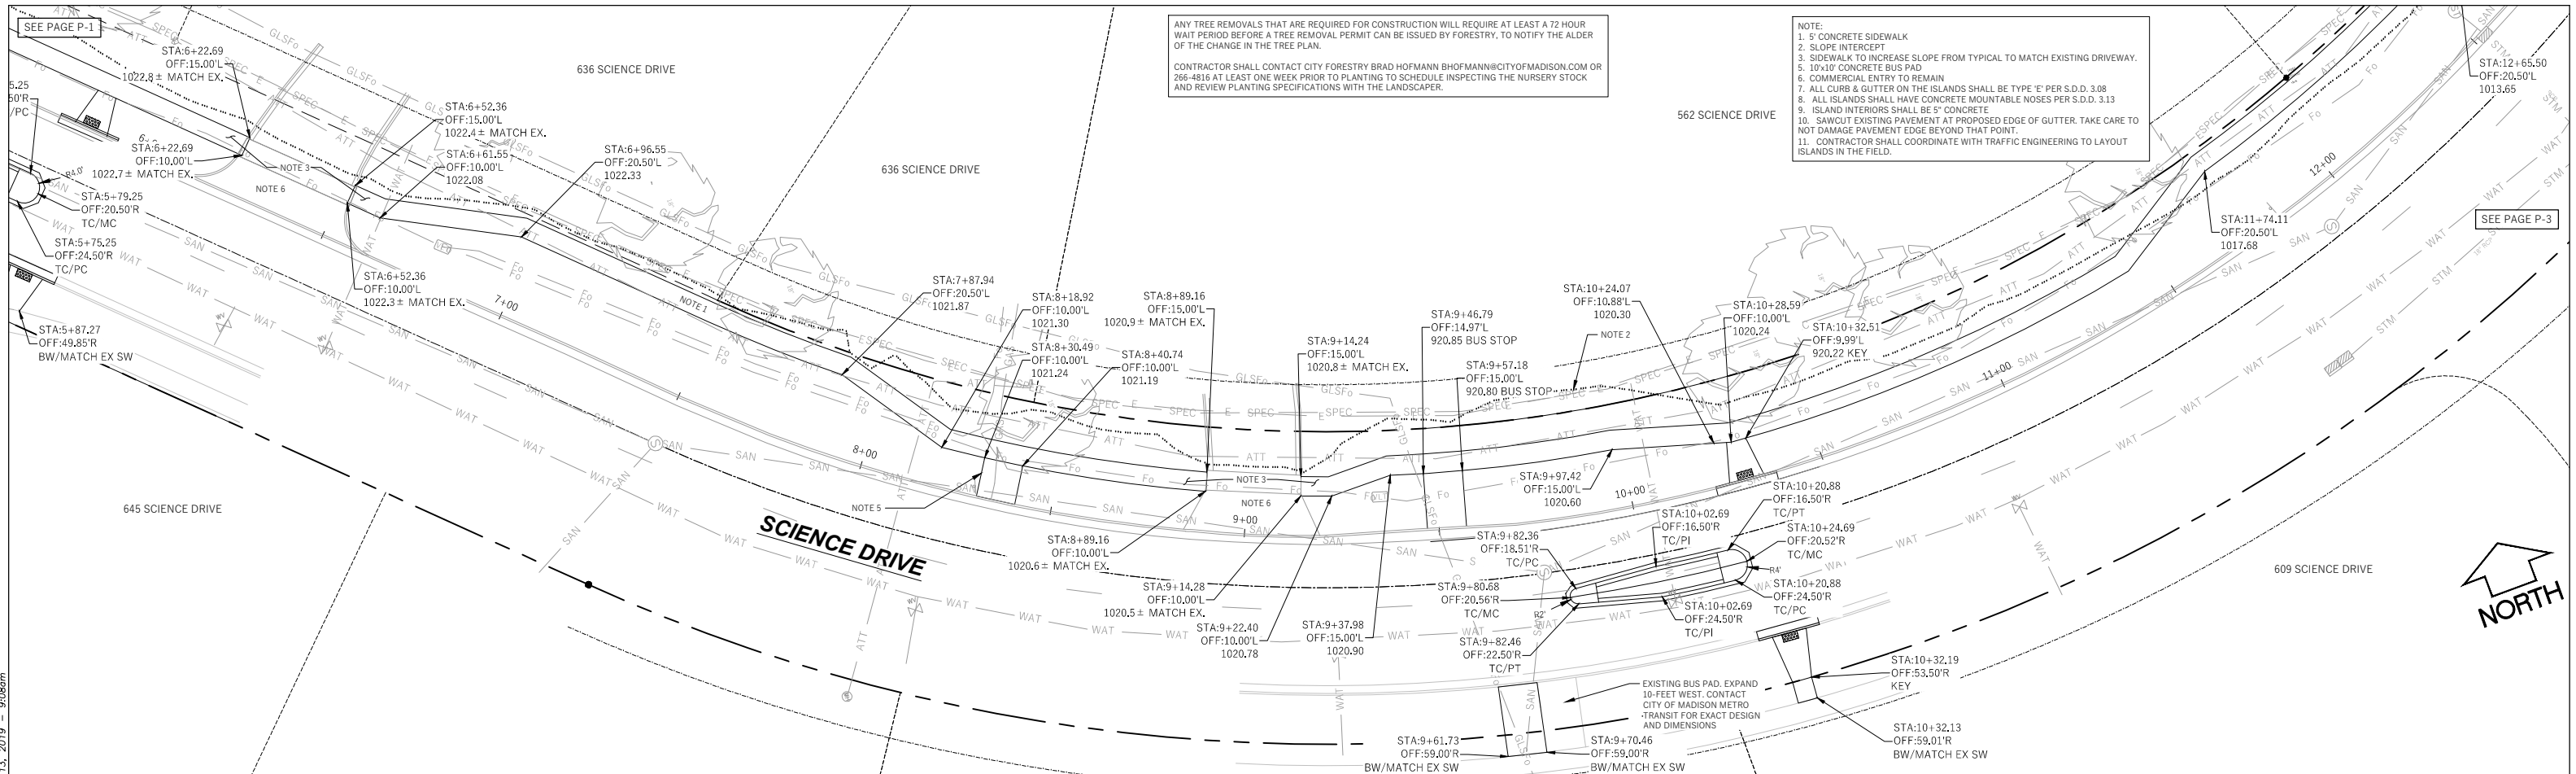 SEE PAGE P-1
STA:6+22.69
OFF:15.00'L
1022.8± MATCH EX.
STA:6+22.69
OFF:10.00'L
1022.7± MATCH EX.
NOTE 3
NOTE 6
5.25
50'R
/PC
R4.0'
STA:5+79.25
OFF:20.50'R
TC/MC
STA:5+75.25
OFF:24.50'R
TC/PC
STA:5+87.27
OFF:49.85'R
BW/MATCH EX SW
STA:6+52.36
OFF:15.00'L
1022.4± MATCH EX.
STA:6+61.55
OFF:10.00'L
1022.08
STA:6+52.36
OFF:10.00'L
1022.3± MATCH EX.
STA:6+96.55
OFF:20.50'L
1022.33
636 SCIENCE DRIVE
636 SCIENCE DRIVE
ANY TREE REMOVALS THAT ARE REQUIRED FOR CONSTRUCTION WILL REQUIRE AT LEAST A 72 HOUR
WAIT PERIOD BEFORE A TREE REMOVAL PERMIT CAN BE ISSUED BY FORESTRY, TO NOTIFY THE ALDER
OF THE CHANGE IN THE TREE PLAN.
CONTRACTOR SHALL CONTACT CITY FORESTRY BRAD HOFMANN BHOFMANN@CITYOFMADISON.COM OR
266-4816 AT LEAST ONE WEEK PRIOR TO PLANTING TO SCHEDULE INSPECTING THE NURSERY STOCK
AND REVIEW PLANTING SPECIFICATIONS WITH THE LANDSCAPER.
562 SCIENCE DRIVE
NOTE:
1. 5' CONCRETE SIDEWALK
2. SLOPE INTERCEPT
3. SIDEWALK TO INCREASE SLOPE FROM TYPICAL TO MATCH EXISTING DRIVEWAY.
5. 10'x10' CONCRETE BUS PAD
6. COMMERCIAL ENTRY TO REMAIN
7. ALL CURB & GUTTER ON THE ISLANDS SHALL BE TYPE 'E' PER S.D.D. 3.08
8. ALL ISLANDS SHALL HAVE CONCRETE MOUNTABLE NOSES PER S.D.D. 3.13
9. ISLAND INTERIORS SHALL BE 5" CONCRETE
10. SAWCUT EXISTING PAVEMENT AT PROPOSED EDGE OF GUTTER. TAKE CARE TO
NOT DAMAGE PAVEMENT EDGE BEYOND THAT POINT.
11. CONTRACTOR SHALL COORDINATE WITH TRAFFIC ENGINEERING TO LAYOUT
ISLANDS IN THE FIELD.
STA:12+65.50
OFF:20.50'L
1013.65
12+00
SEE PAGE P-3
STA:11+74.11
OFF:20.50'L
1017.68
11+00
7+00
NOTE 1
STA:7+87.94
OFF:20.50'L
1021.87
STA:8+18.92
OFF:10.00'L
1021.30
STA:8+30.49
OFF:10.00'L
1021.24
STA:8+40.74
OFF:10.00'L
1021.19
STA:8+89.16
OFF:15.00'L
1020.9± MATCH EX.
STA:9+14.24
OFF:15.00'L
1020.8± MATCH EX.
STA:9+46.79
OFF:14.97'L
920.85 BUS STOP
STA:9+57.18
OFF:15.00'L
920.80 BUS STOP
STA:10+24.07
OFF:10.88'L
1020.30
NOTE 2
STA:10+28.59
OFF:10.00'L
1020.24
STA:10+32.51
OFF:9.99'L
920.22 KEY
8+00
NOTE 5
NOTE 3
NOTE 6
9+00
STA:9+97.42
OFF:15.00'L
1020.60
10+00
STA:8+89.16
OFF:10.00'L
1020.6± MATCH EX.
STA:9+14.28
OFF:10.00'L
1020.5± MATCH EX.
STA:9+22.40
OFF:10.00'L
1020.78
STA:9+37.98
OFF:15.00'L
1020.90
STA:9+82.36
OFF:18.51'R
TC/PC
STA:9+80.68
OFF:20.56'R
TC/MC
STA:9+82.46
OFF:22.50'R
TC/PT
R2'
STA:10+02.69
OFF:16.50'R
TC/PI
STA:10+20.88
OFF:16.50'R
TC/PT
STA:10+24.69
OFF:20.52'R
TC/MC
R4'
STA:10+20.88
OFF:24.50'R
TC/PC
STA:10+02.69
OFF:24.50'R
TC/PI
645 SCIENCE DRIVE
SCIENCE DRIVE
609 SCIENCE DRIVE
NORTH
EXISTING BUS PAD. EXPAND
10-FEET WEST. CONTACT
CITY OF MADISON METRO
TRANSIT FOR EXACT DESIGN
AND DIMENSIONS
STA:10+32.19
OFF:53.50'R
KEY
STA:10+32.13
OFF:59.01'R
BW/MATCH EX SW
STA:9+61.73
OFF:59.00'R
BW/MATCH EX SW
STA:9+70.46
OFF:59.00'R
BW/MATCH EX SW
13, 2019 - 9:08am